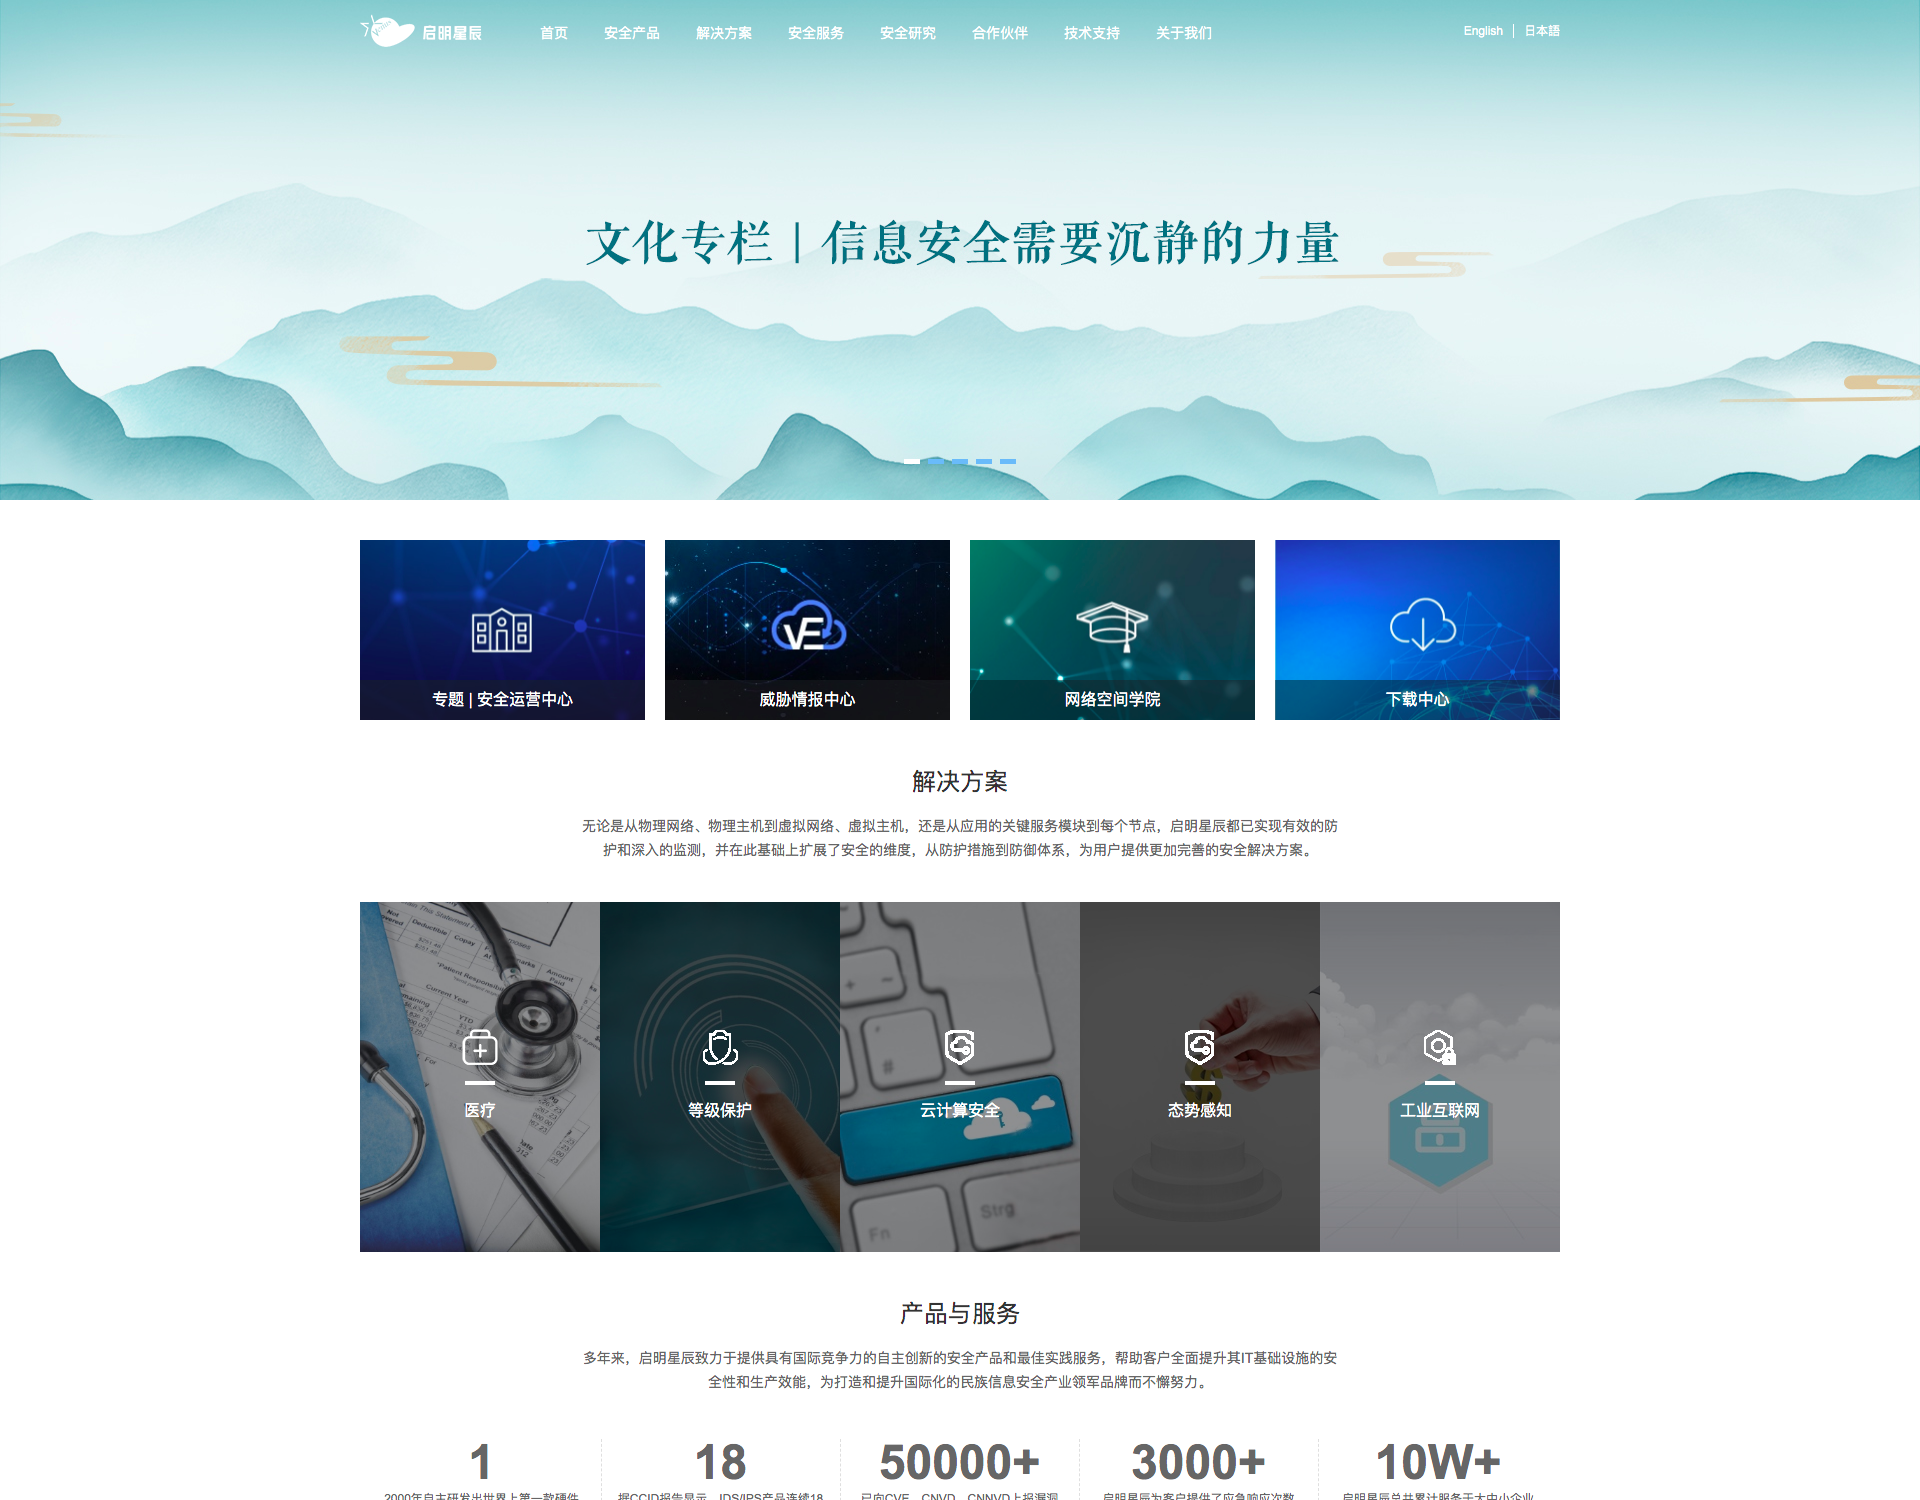 启明星辰
首页 安全产品 解决方案 安全服务 安全研究 合作伙伴 技术支持 关于我们
English 日本語
文化专栏 | 信息安全需要沉静的力量
专题 | 安全运营中心
威胁情报中心
网络空间学院
下载中心
解决方案
无论是从物理网络、物理主机到虚拟网络、虚拟主机，还是从应用的关键服务模块到每个节点，启明星辰都已实现有效的防
护和深入的监测，并在此基础上扩展了安全的维度，从防护措施到防御体系，为用户提供更加完善的安全解决方案。
医疗
等级保护
云计算安全
态势感知
工业互联网
Fn
Strg
产品与服务
多年来，启明星辰致力于提供具有国际竞争力的自主创新的安全产品和最佳实践服务，帮助客户全面提升其IT基础设施的安
全性和生产效能，为打造和提升国际化的民族信息安全产业领军品牌而不懈努力。
1
18
50000+
3000+
10W+
2000年自主研发出世界上第一款硬件
据CCID报告显示，IDS/IPS产品连续18
已向CVE、CNVD、CNNVD上报漏洞
启明星辰为客户提供了应急响应次数
启明星辰总共累计服务于大中小企业